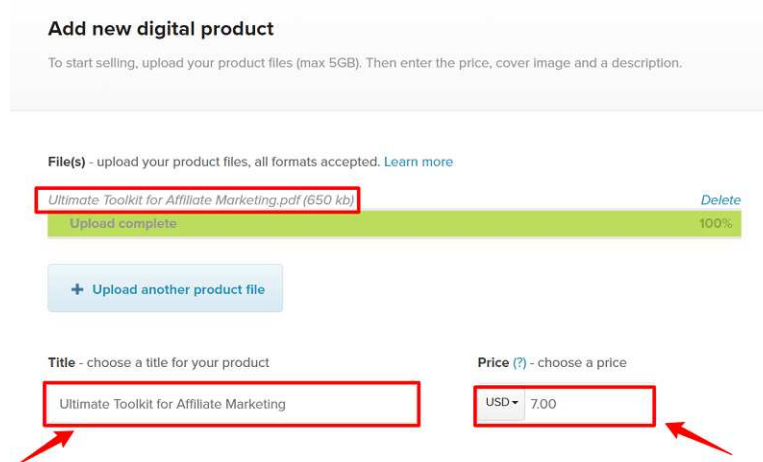 Add new digital product
To start selling, upload your product files (max 5GB). Then enter the price, cover image and a description.
File(s) - upload your product files, all formats accepted. Learn more
Ultimate Toolkit for Affiliate Marketing.pdf (650 kb) Delete
Upload complete 100%
+ Upload another product file
Title - choose a title for your product Price (?) - choose a price
Ultimate Toolkit for Affiliate Marketing USD 7.00